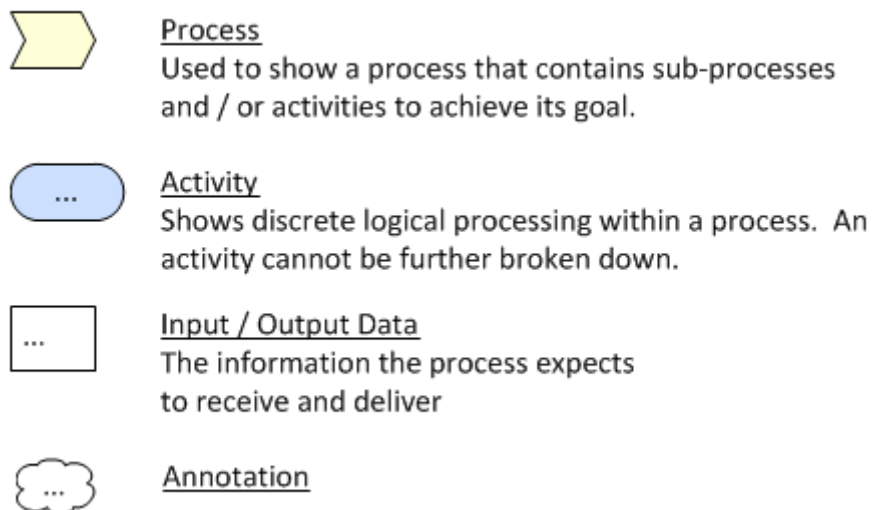 Process
Used to show a process that contains sub-processes
and / or activities to achieve its goal.
...
Activity
Shows discrete logical processing within a process.  An
activity cannot be further broken down.
...
Input / Output Data
The information the process expects
to receive and deliver
...
Annotation